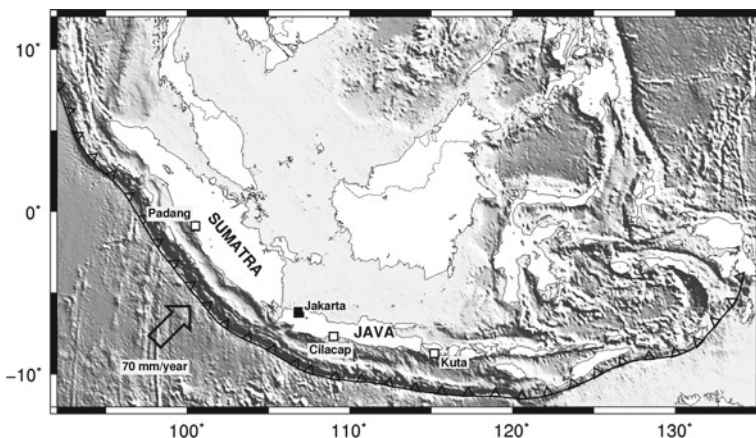 10°
0°
−10°
Padang
SUMATRA
Jakarta
JAVA
Cilacap
Kuta
70 mm/year
100°
110°
120°
130°